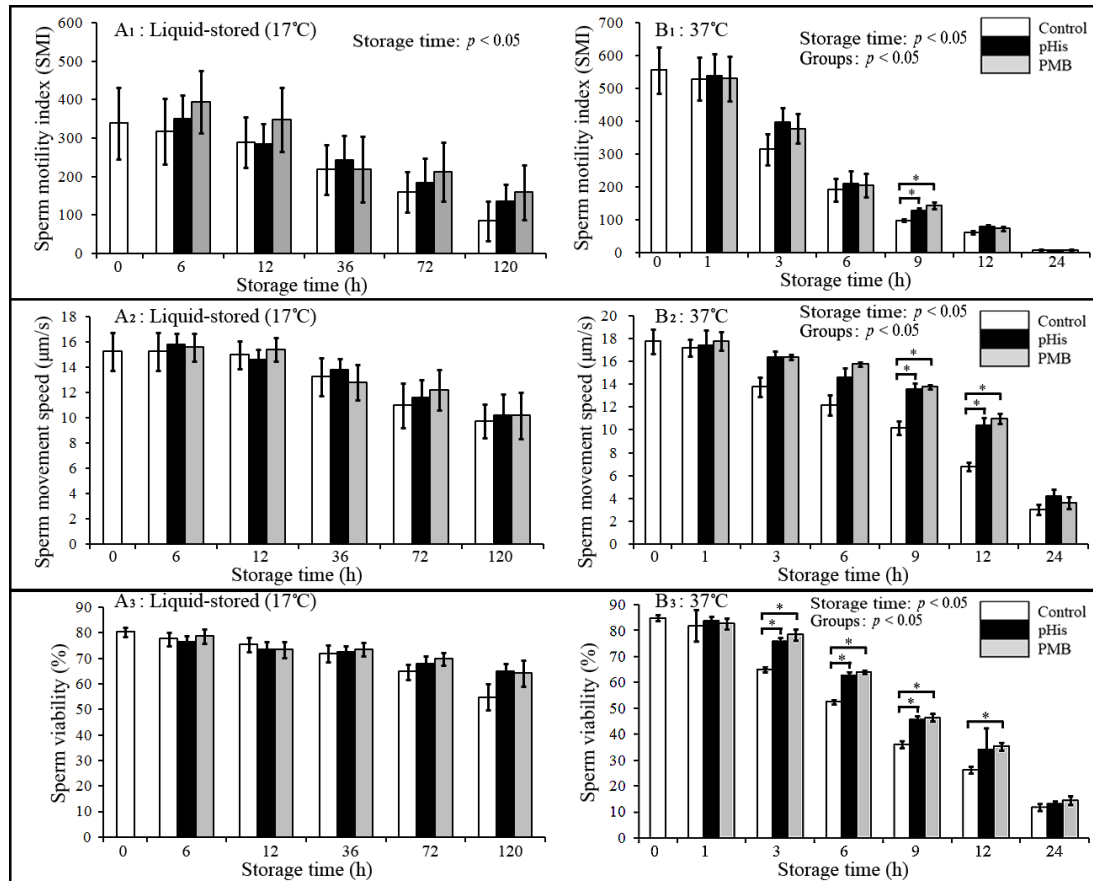 A₁ : Liquid-stored (17℃)
Storage time: p < 0.05
Sperm motility index (SMI)
600
500
400
300
200
100
0
0 6 12 36 72 120
Storage time (h)
B₁ : 37℃
Storage time: p < 0.05
Groups: p < 0.05
Control
pHis
PMB
Sperm motility index (SMI)
700
600
500
400
300
200
100
0
* *
0 1 3 6 9 12 24
Storage time (h)
A₂ : Liquid-stored (17℃)
Sperm movement speed (μm/s)
18
16
14
12
10
8
6
4
2
0
0 6 12 36 72 120
Storage time (h)
B₂ : 37℃
Storage time: p < 0.05
Groups: p < 0.05
Control
pHis
PMB
Sperm movement speed (μm/s)
20
18
16
14
12
10
8
6
4
2
0
* * * *
0 1 3 6 9 12 24
Storage time (h)
A₃ : Liquid-stored (17℃)
Sperm viability (%)
90
80
70
60
50
40
30
20
10
0
0 6 12 36 72 120
Storage time (h)
B₃ : 37℃
Storage time: p < 0.05
Groups: p < 0.05
Control
pHis
PMB
Sperm viability (%)
90
80
70
60
50
40
30
20
10
0
* * * * * * *
0 1 3 6 9 12 24
Storage time (h)